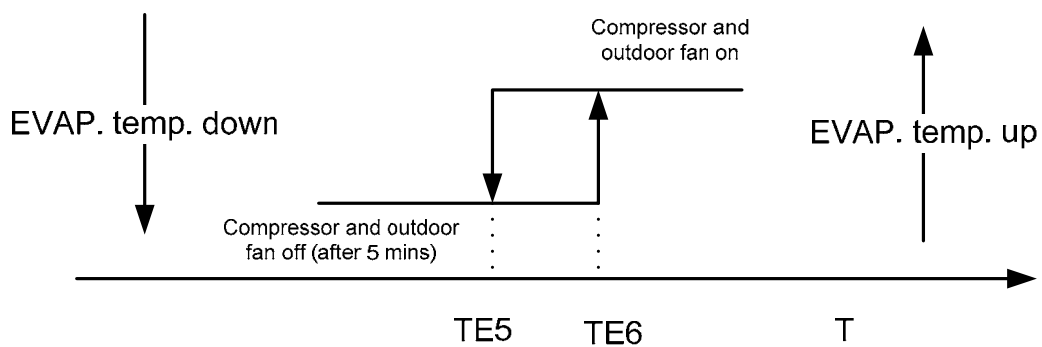 Compressor and
outdoor fan on
EVAP. temp. down
EVAP. temp. up
Compressor and outdoor
fan off (after 5 mins)
TE5
TE6
T